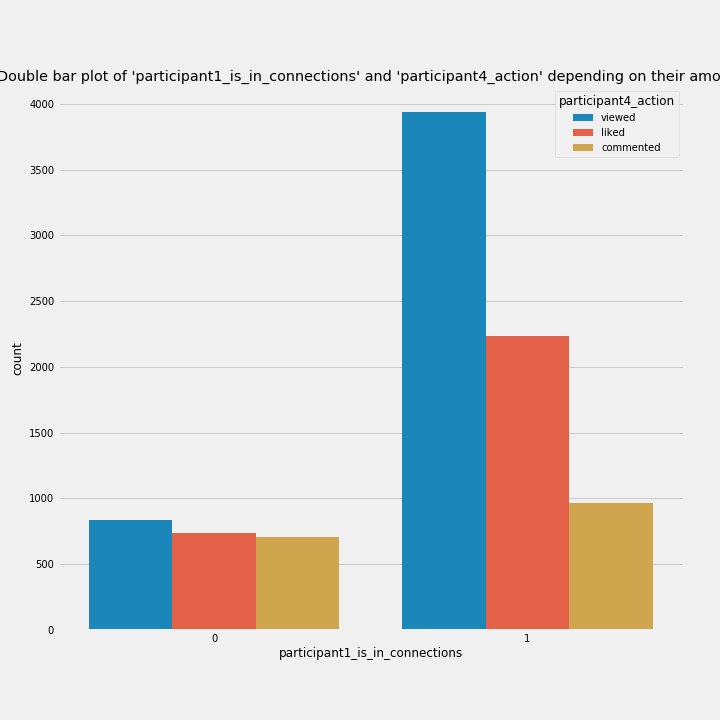 Double bar plot of 'participant1_is_in_connections' and 'participant4_action' depending on their amo
participant4_action
viewed
liked
commented
4000
3500
3000
2500
2000
1500
1000
500
0
count
0
1
participant1_is_in_connections